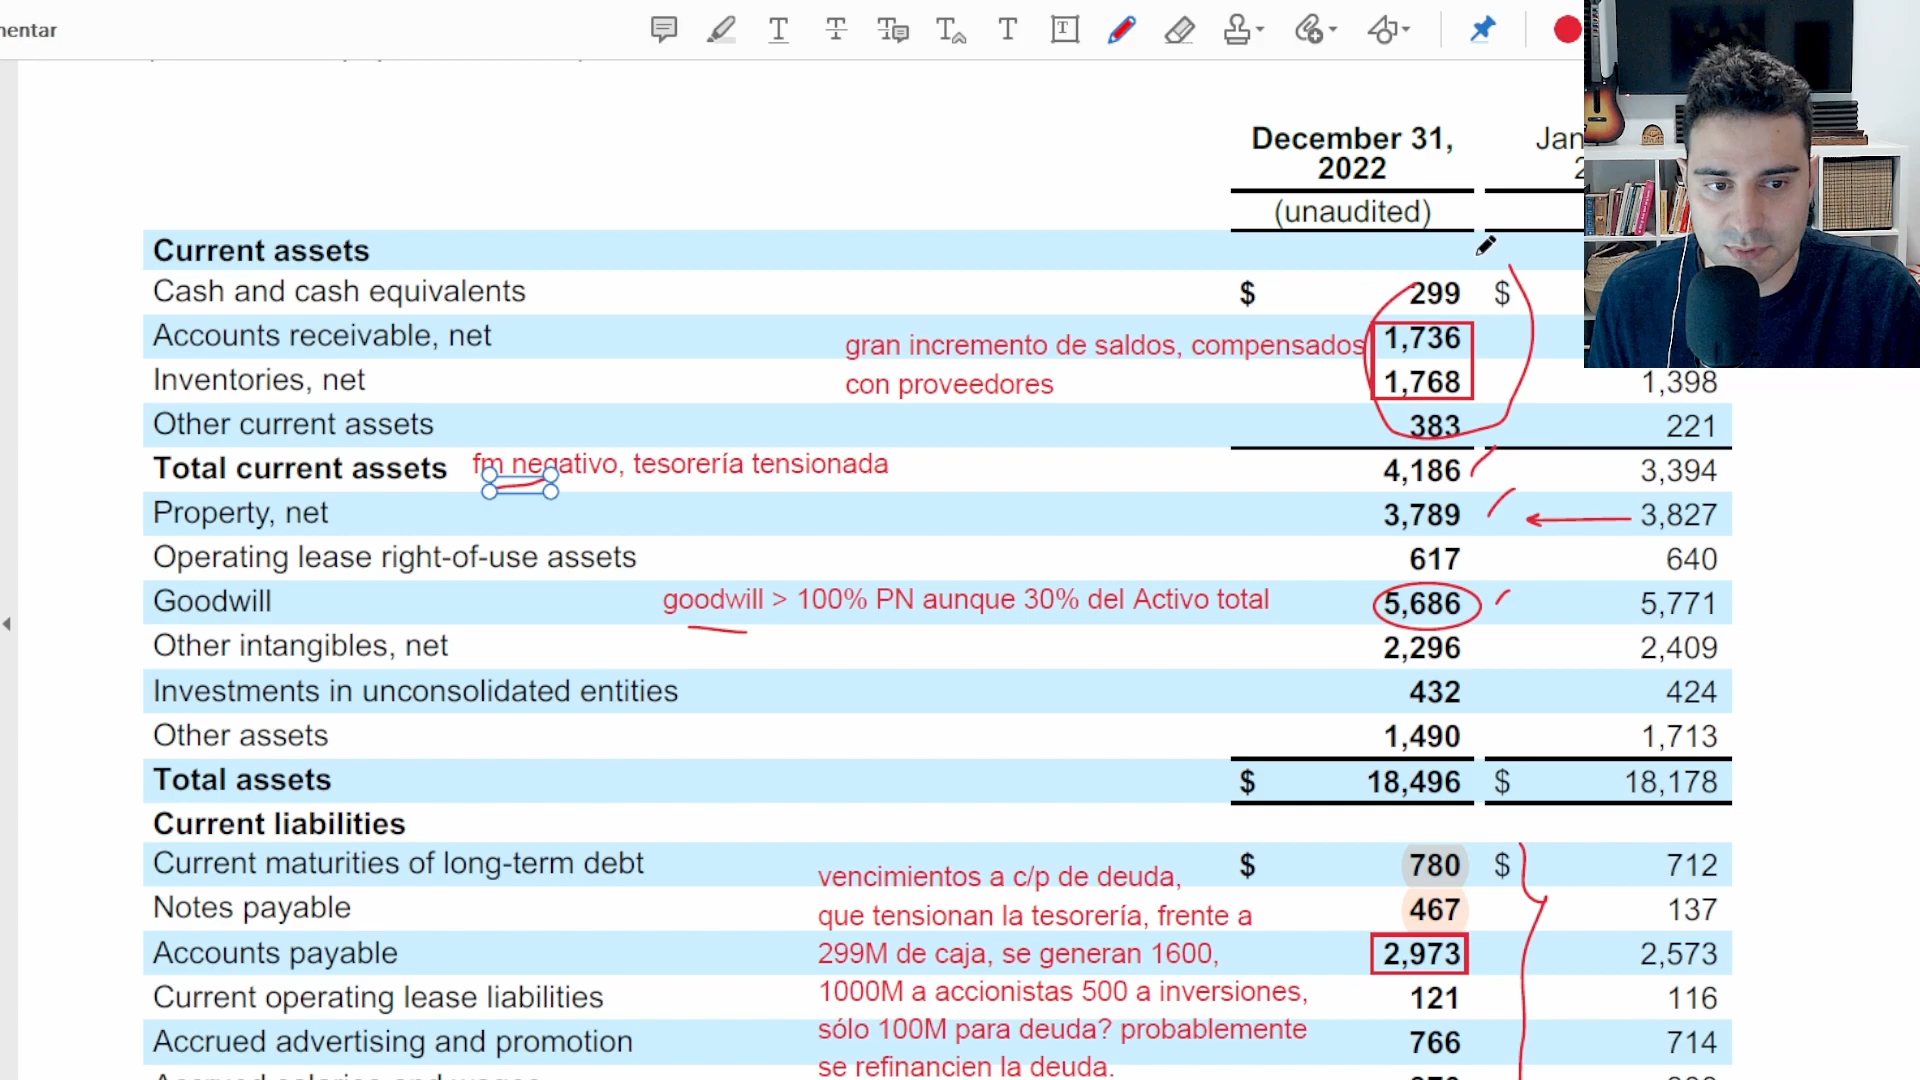 nentar
December 31, 2022
Jan
(unaudited)
Current assets
Cash and cash equivalents $ 299 $
Accounts receivable, net 1,736
gran incremento de saldos, compensados
con proveedores
Inventories, net 1,768 1,398
Other current assets 383 221
Total current assets 4,186 3,394
fm negativo, tesorería tensionada
Property, net 3,789 3,827
Operating lease right-of-use assets 617 640
Goodwill goodwill > 100% PN aunque 30% del Activo total 5,686 5,771
Other intangibles, net 2,296 2,409
Investments in unconsolidated entities 432 424
Other assets 1,490 1,713
Total assets $ 18,496 $ 18,178
Current liabilities
Current maturities of long-term debt $ 780 $ 712
vencimientos a c/p de deuda,
Notes payable 467 137
que tensionan la tesorería, frente a
Accounts payable 2,973 2,573
299M de caja, se generan 1600,
Current operating lease liabilities 121 116
1000M a accionistas 500 a inversiones,
Accrued advertising and promotion 766 714
sólo 100M para deuda? probablemente
se refinancien la deuda.